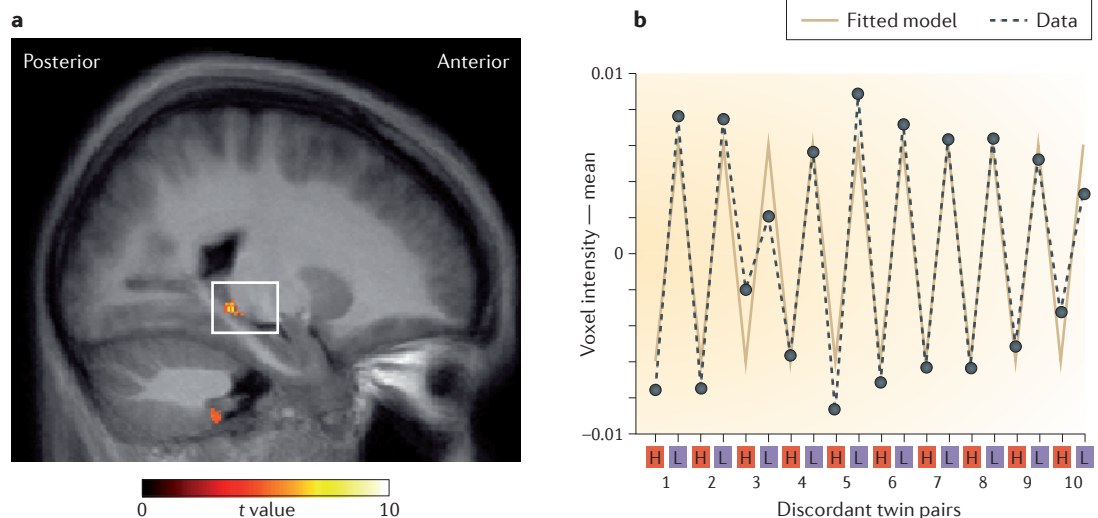 a
Posterior
Anterior
0
t value
10
b
Fitted model
Data
Voxel intensity — mean
0.01
0
–0.01
H L H L H L H L H L H L H L H L H L H L
1 2 3 4 5 6 7 8 9 10
Discordant twin pairs